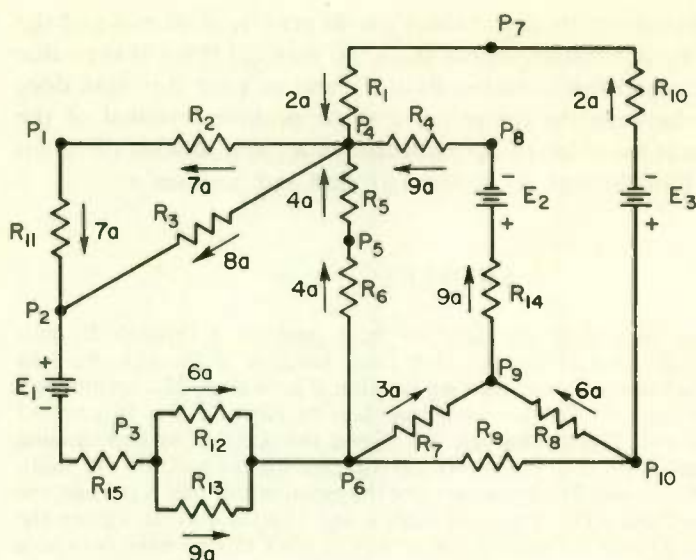 P7
2a
R1
2a
R10
P1
R2
P4
R4
P8
7a
9a
-
E2
+
-
E3
+
R3
8a
4a
R5
R11
7a
P5
P2
4a
R6
9a
R14
+
E1
-
P9
6a
3a
6a
P3
R12
R7
R9
R8
R15
R13
P6
P10
9a